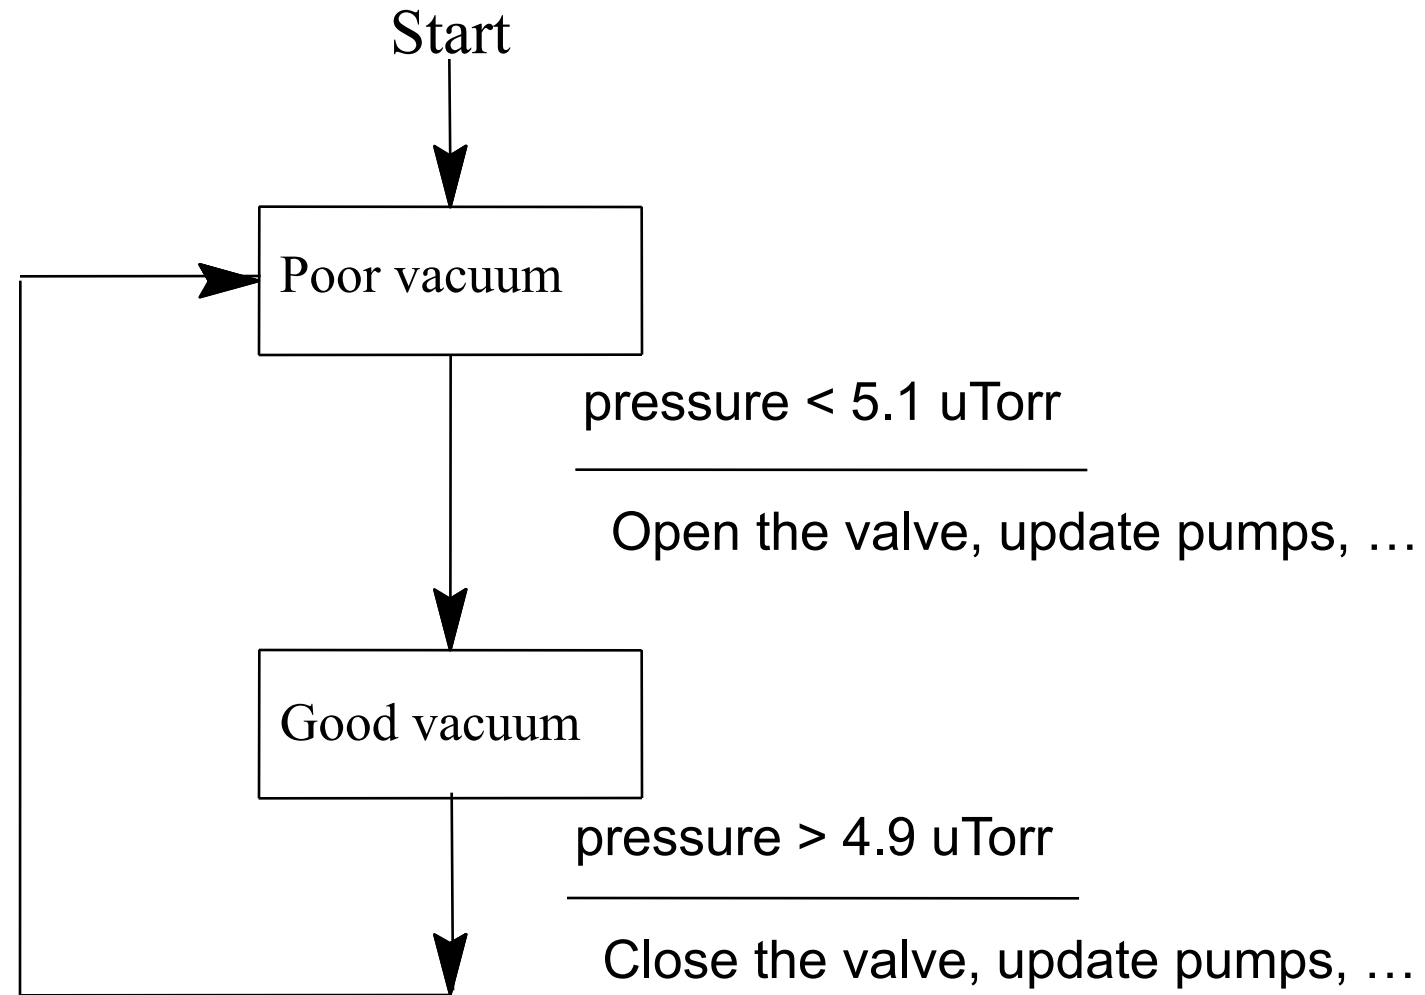 Start
Poor vacuum
pressure < 5.1 uTorr
Open the valve, update pumps, …
Good vacuum
pressure > 4.9 uTorr
Close the valve, update pumps, …